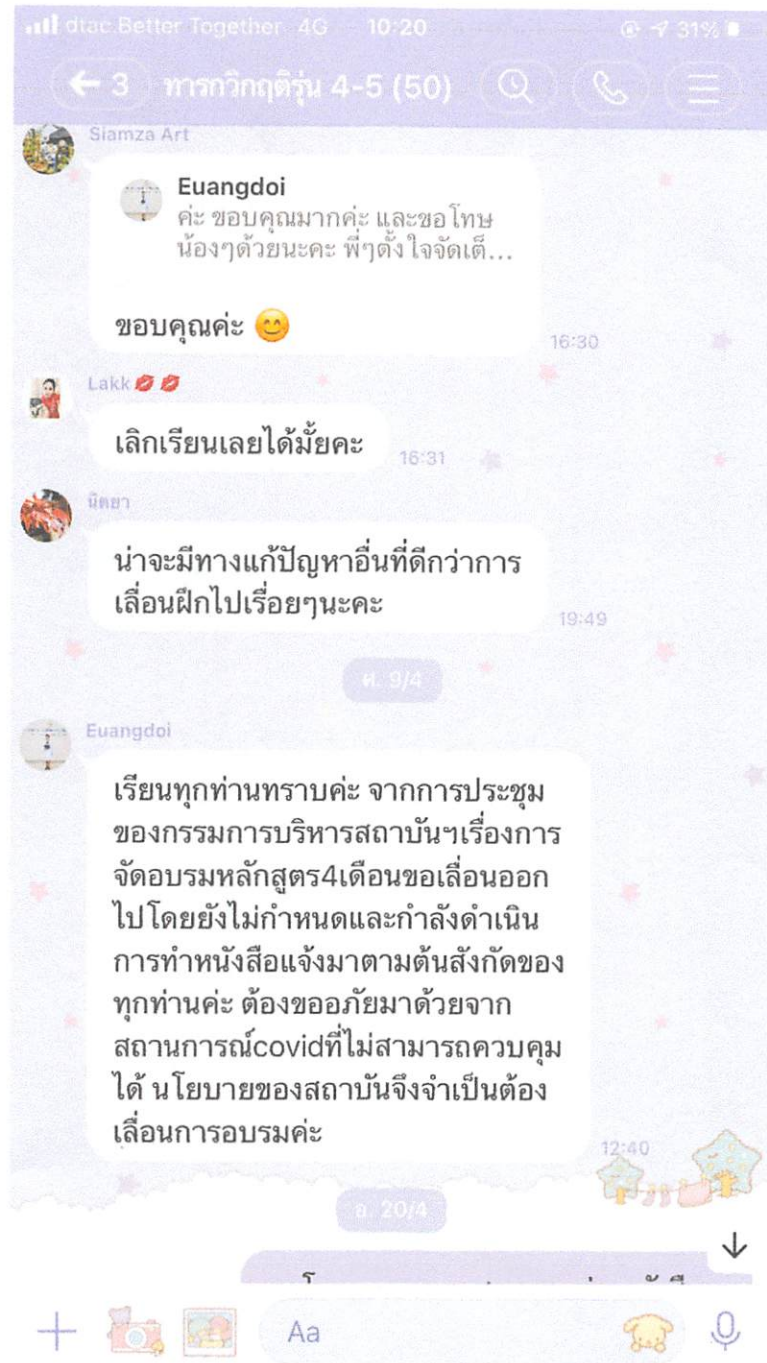 dtac.Better Together 4G 10:20 31%
3 ทารกวิกฤติรุ่น 4-5 (50)
Siamza Art
Euangdoi
ค่ะ ขอบคุณมากค่ะ และขอโทษ
น้องๆด้วยนะคะ พี่ๆตั้งใจจัดเต็...
ขอบคุณค่ะ 😊
16:30
Lakk 💋 💋
เลิกเรียนเลยได้มั้ยคะ
16:31
นิตยา
น่าจะมีทางแก้ปัญหาอื่นที่ดีกว่าการ
เลื่อนฝึกไปเรื่อยๆนะคะ
19:49
ศ. 9/4
Euangdoi
เรียนทุกท่านทราบค่ะ จากการประชุม
ของกรรมการบริหารสถาบันฯเรื่องการ
จัดอบรมหลักสูตร4เดือนขอเลื่อนออก
ไปโดยยังไม่กำหนดและกำลังดำเนิน
การทำหนังสือแจ้งมาตามต้นสังกัดของ
ทุกท่านค่ะ ต้องขออภัยมาด้วยจาก
สถานการณ์covidที่ไม่สามารถควบคุม
ได้ นโยบายของสถาบันจึงจำเป็นต้อง
เลื่อนการอบรมค่ะ
12:40
อ. 20/4
Aa